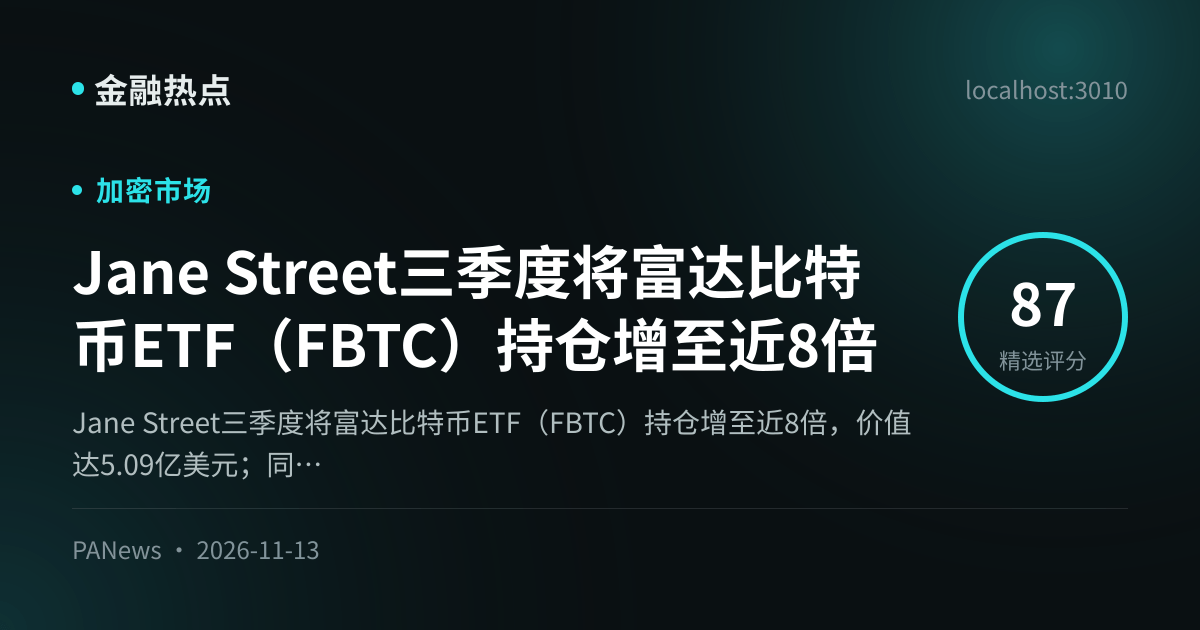 金融热点
localhost:3010
加密市场
Jane Street三季度将富达比特
币ETF（FBTC）持仓增至近8倍
87
精选评分
Jane Street三季度将富达比特币ETF（FBTC）持仓增至近8倍，价值
达5.09亿美元；同…
PANews • 2026-11-13